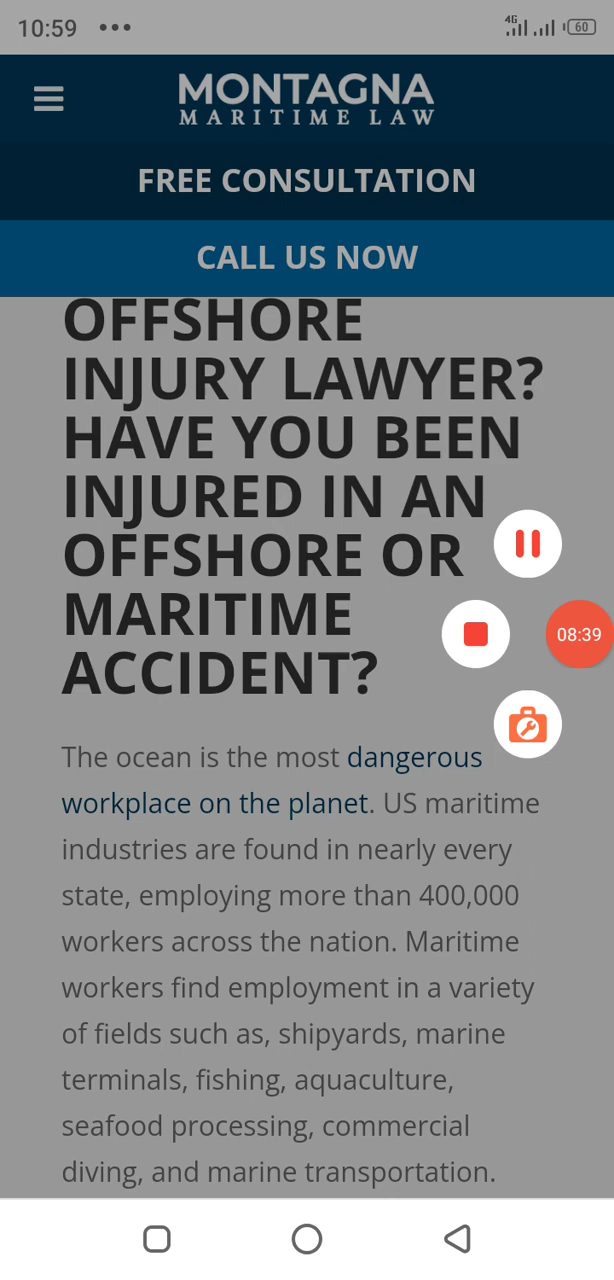 10:59
4G
60
MONTAGNA
MARITIME LAW
FREE CONSULTATION
CALL US NOW
OFFSHORE
INJURY LAWYER?
HAVE YOU BEEN
INJURED IN AN
OFFSHORE OR
MARITIME
ACCIDENT?
08:39
The ocean is the most dangerous
workplace on the planet. US maritime
industries are found in nearly every
state, employing more than 400,000
workers across the nation. Maritime
workers find employment in a variety
of fields such as, shipyards, marine
terminals, fishing, aquaculture,
seafood processing, commercial
diving, and marine transportation.